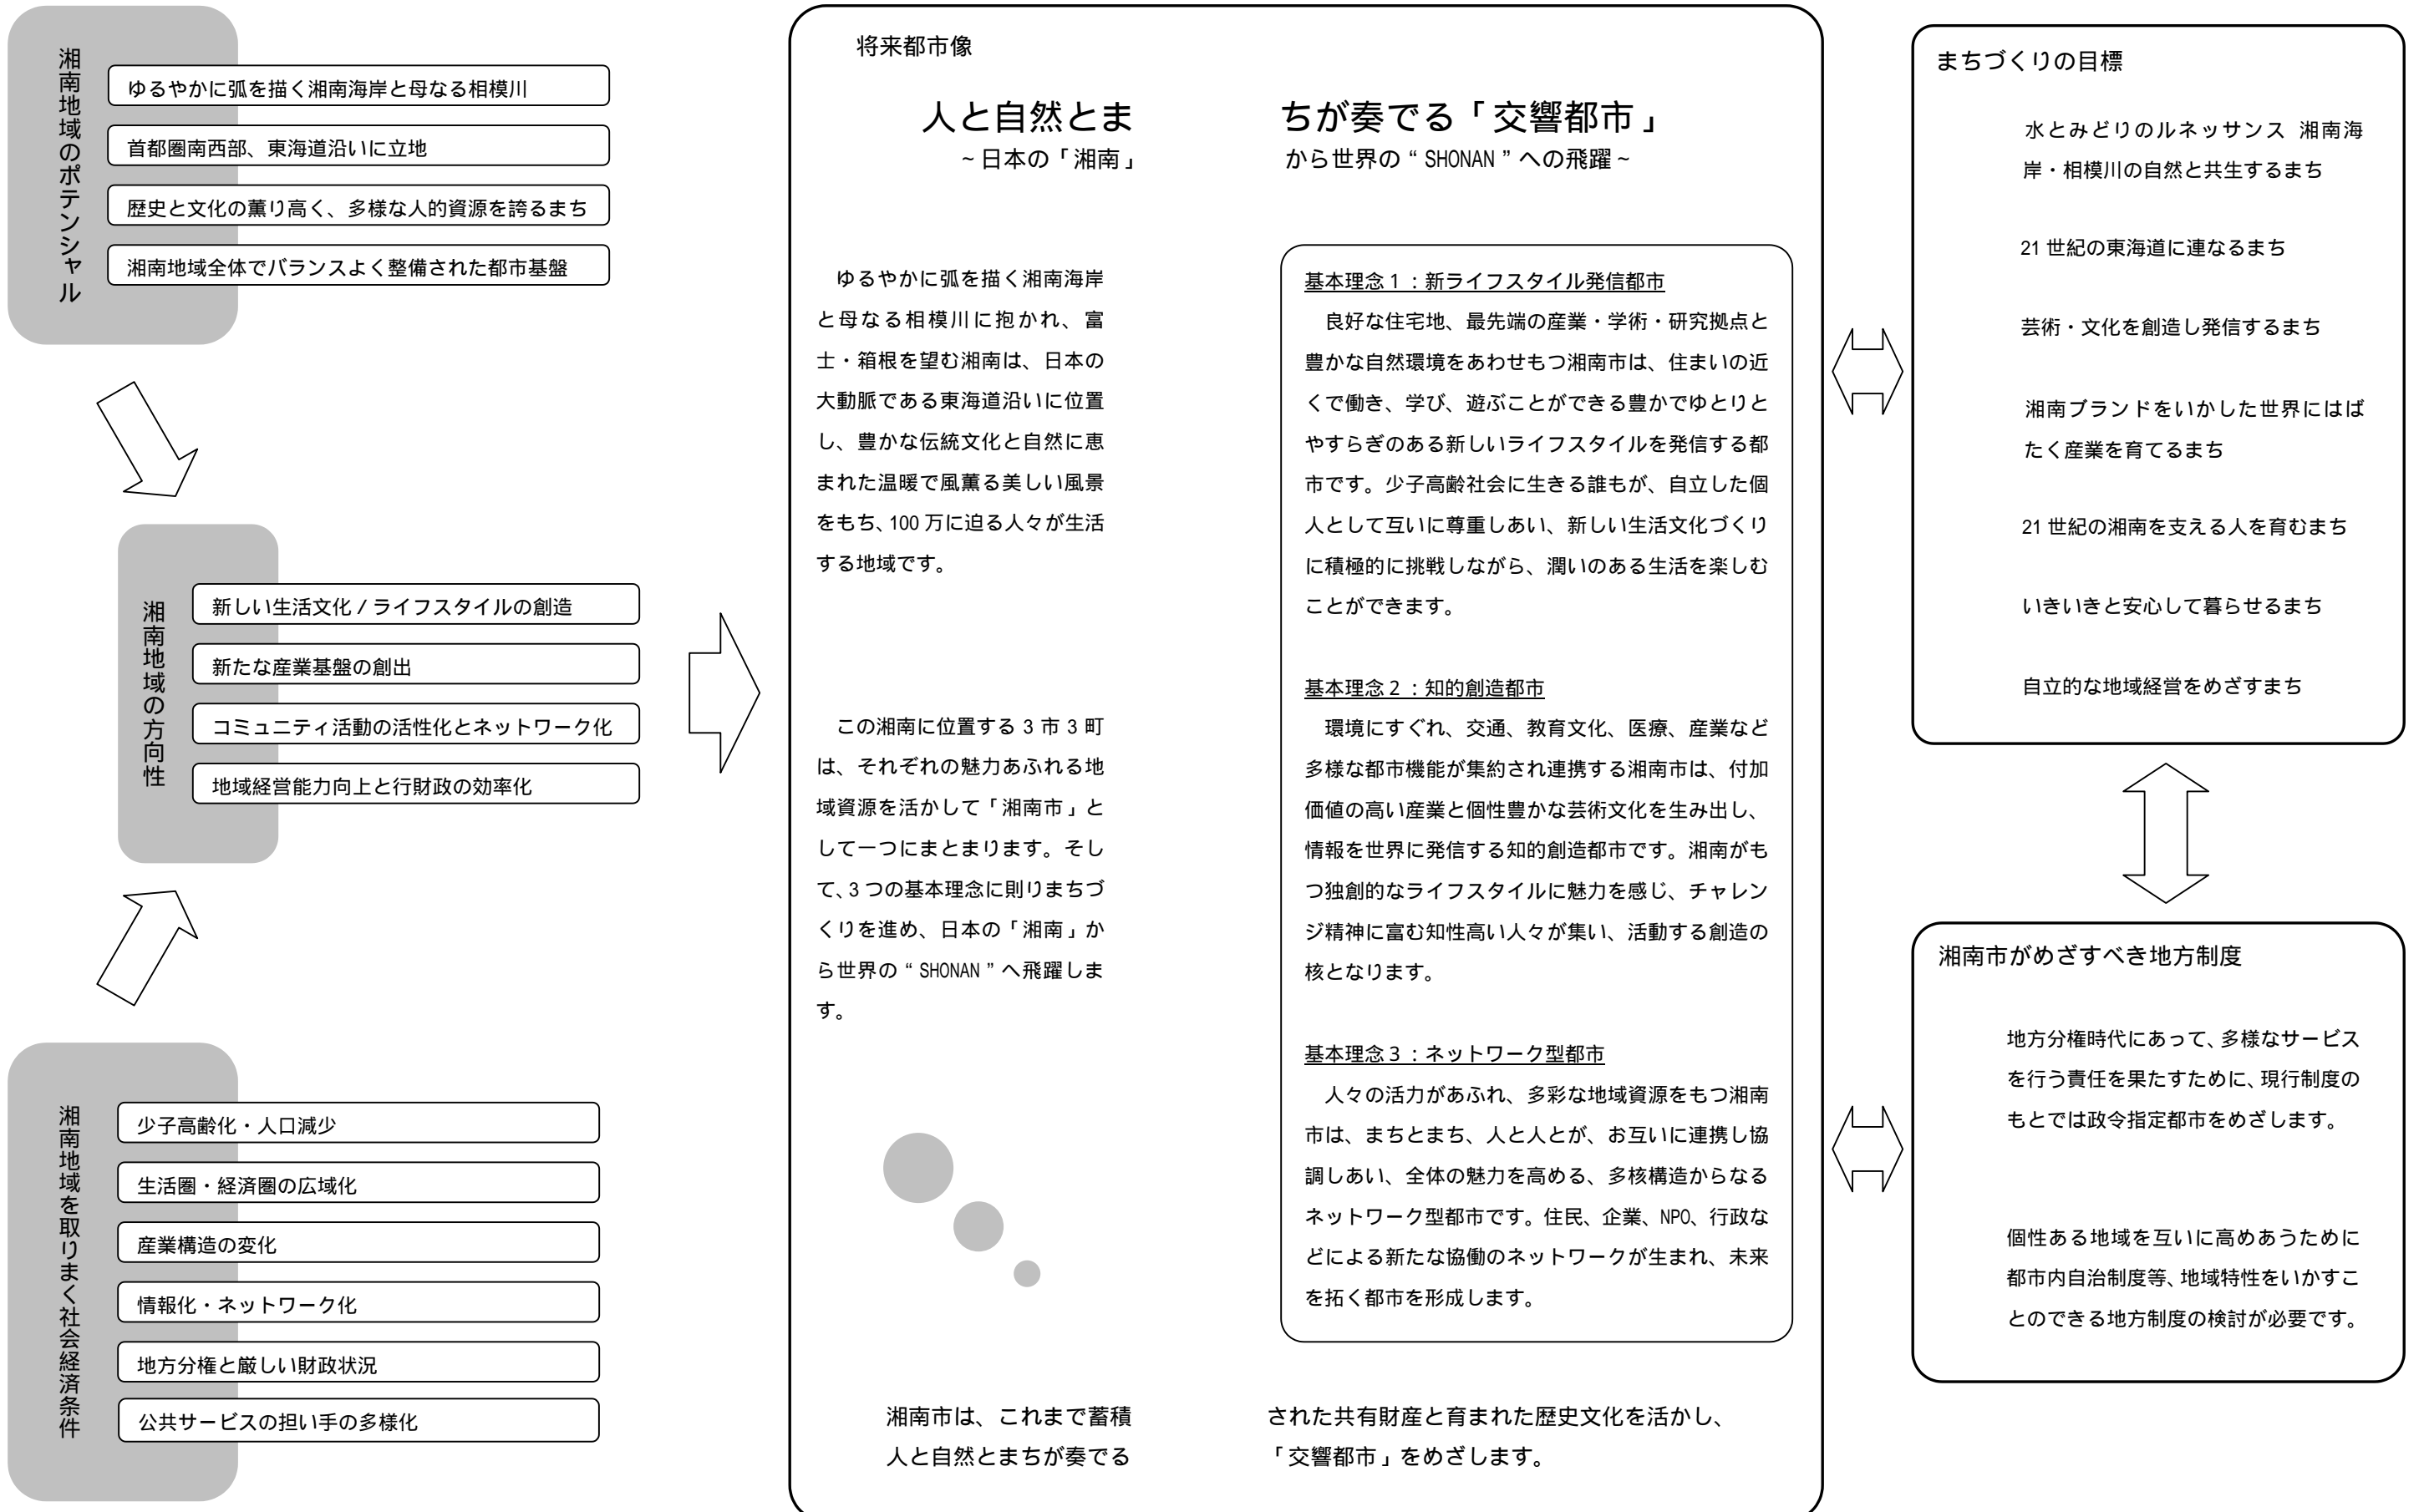 湘南地域のポテンシャル
ゆるやかに弧を描く湘南海岸と母なる相模川
首都圏南西部、東海道沿いに立地
歴史と文化の薫り高く、多様な人的資源を誇るまち
湘南地域全体でバランスよく整備された都市基盤
湘南地域の方向性
新しい生活文化/ライフスタイルの創造
新たな産業基盤の創出
コミュニティ活動の活性化とネットワーク化
地域経営能力向上と行財政の効率化
湘南地域を取りまく社会経済条件
少子高齢化・人口減少
生活圏・経済圏の広域化
産業構造の変化
情報化・ネットワーク化
地方分権と厳しい財政状況
公共サービスの担い手の多様化
将来都市像
人と自然とまちが奏でる「交響都市」
~日本の「湘南」から世界の“SHONAN”への飛躍~
ゆるやかに弧を描く湘南海岸
と母なる相模川に抱かれ、富
士・箱根を望む湘南は、日本の
大動脈である東海道沿いに位置
し、豊かな伝統文化と自然に恵
まれた温暖で風薫る美しい風景
をもち、100万に迫る人々が生活
する地域です。
この湘南に位置する3市3町
は、それぞれの魅力あふれる地
域資源を活かして「湘南市」と
して一つにまとまります。そし
て、3つの基本理念に則りまちづ
くりを進め、日本の「湘南」か
ら世界の“SHONAN”へ飛躍しま
す。
基本理念1:新ライフスタイル発信都市
良好な住宅地、最先端の産業・学術・研究拠点と
豊かな自然環境をあわせもつ湘南市は、住まいの近
くで働き、学び、遊ぶことができる豊かでゆとりと
やすらぎのある新しいライフスタイルを発信する都
市です。少子高齢社会に生きる誰もが、自立した個
人として互いに尊重しあい、新しい生活文化づくり
に積極的に挑戦しながら、潤いのある生活を楽しむ
ことができます。
基本理念2:知的創造都市
環境にすぐれ、交通、教育文化、医療、産業など
多様な都市機能が集約され連携する湘南市は、付加
価値の高い産業と個性豊かな芸術文化を生み出し、
情報を世界に発信する知的創造都市です。湘南がも
つ独創的なライフスタイルに魅力を感じ、チャレン
ジ精神に富む知性高い人々が集い、活動する創造の
核となります。
基本理念3:ネットワーク型都市
人々の活力があふれ、多彩な地域資源をもつ湘南
市は、まちとまち、人と人とが、お互いに連携し協
調しあい、全体の魅力を高める、多核構造からなる
ネットワーク型都市です。住民、企業、NPO、行政な
どによる新たな協働のネットワークが生まれ、未来
を拓く都市を形成します。
湘南市は、これまで蓄積された共有財産と育まれた歴史文化を活かし、
人と自然とまちが奏でる「交響都市」をめざします。
まちづくりの目標
水とみどりのルネッサンス 湘南海
岸・相模川の自然と共生するまち
21世紀の東海道に連なるまち
芸術・文化を創造し発信するまち
湘南ブランドをいかした世界にはば
たく産業を育てるまち
21世紀の湘南を支える人を育むまち
いきいきと安心して暮らせるまち
自立的な地域経営をめざすまち
湘南市がめざすべき地方制度
地方分権時代にあって、多様なサービス
を行う責任を果たすために、現行制度の
もとでは政令指定都市をめざします。
個性ある地域を互いに高めあうために
都市内自治制度等、地域特性をいかすこ
とのできる地方制度の検討が必要です。